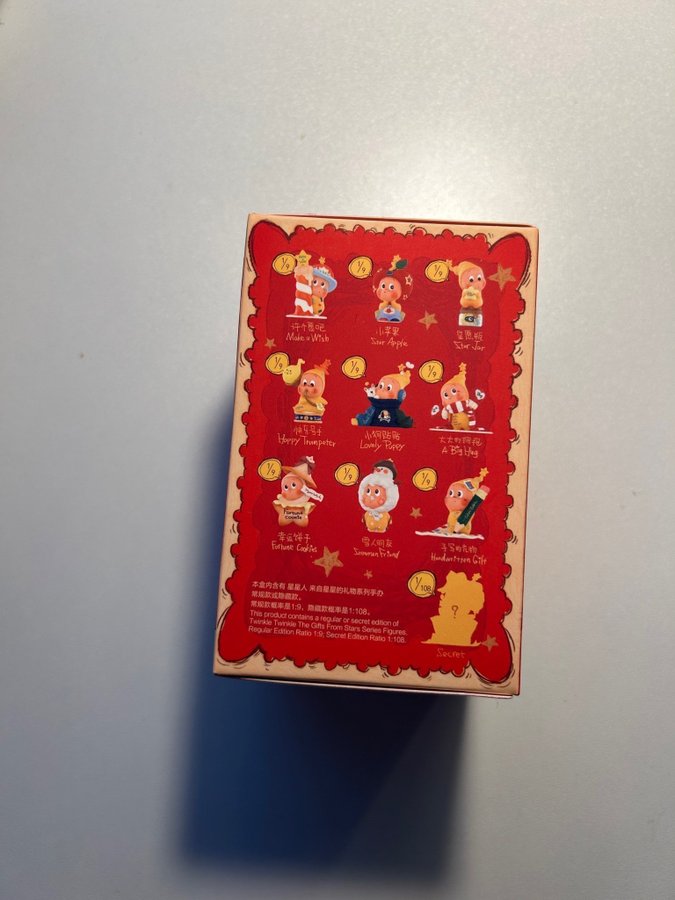 1/9
1/9
1/9
许个愿吧
Make a Wish
小苹果
Star Apple
星愿瓶
Star Jar
1/9
1/9
1/9
快乐号手
Happy Trumpeter
小狗贴贴
Lovely Puppy
大大的拥抱
A Big Hug
1/9
1/9
1/9
Fortune
cookie
幸运饼干
Fortune Cookies
雪人朋友
Snowman Friend
手写的礼物
Handwritten Gift
1/108
?
Secret
本盒内含有 星星人 来自星星的礼物系列手办
常规款或隐藏款。
常规款概率是1:9，隐藏款概率是1:108。
This product contains a regular or secret edition of
Twinkle Twinkle The Gifts From Stars Series Figures.
Regular Edition Ratio 1:9; Secret Edition Ratio 1:108.